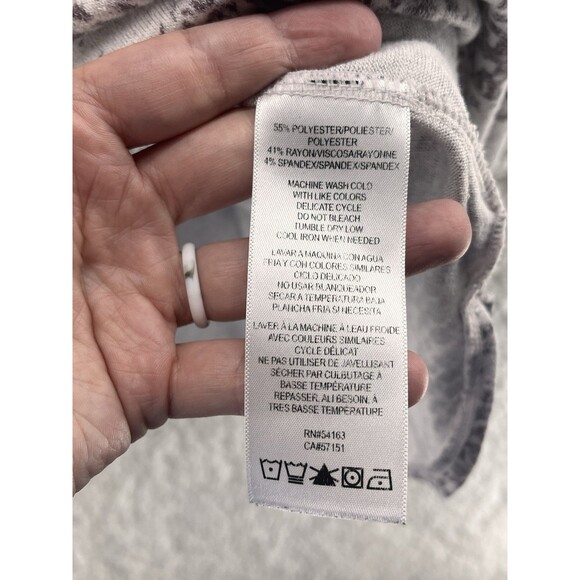 55% POLYESTER/POLIESTER/
POLYESTER
41% RAYON/VISCOSA/RAYONNE
4% SPANDEX/SPANDEX/SPANDEX
MACHINE WASH COLD
WITH LIKE COLORS
DELICATE CYCLE
DO NOT BLEACH
TUMBLE DRY LOW
COOL IRON WHEN NEEDED
LAVAR A MAQUINA CON AGUA
FRIA Y CON COLORES SIMILARES
CICLO DELICADO
NO USAR BLANQUEADOR
SECAR A TEMPERATURA BAJA
PLANCHA FRIA SI NECESITA
LAVER À LA MACHINE À LEAU FROIDE
AVEC COULEURS SIMILAIRES
CYCLE DÉLICAT
NE PAS UTILISER DE JAVELLISANT
SÉCHER PAR CULBUTAGE À
BASSE TEMPÉRATURE
REPASSER, AU BESOIN, À
TRES BASSE TEMPÉRATURE
RN#54163
CA#57151